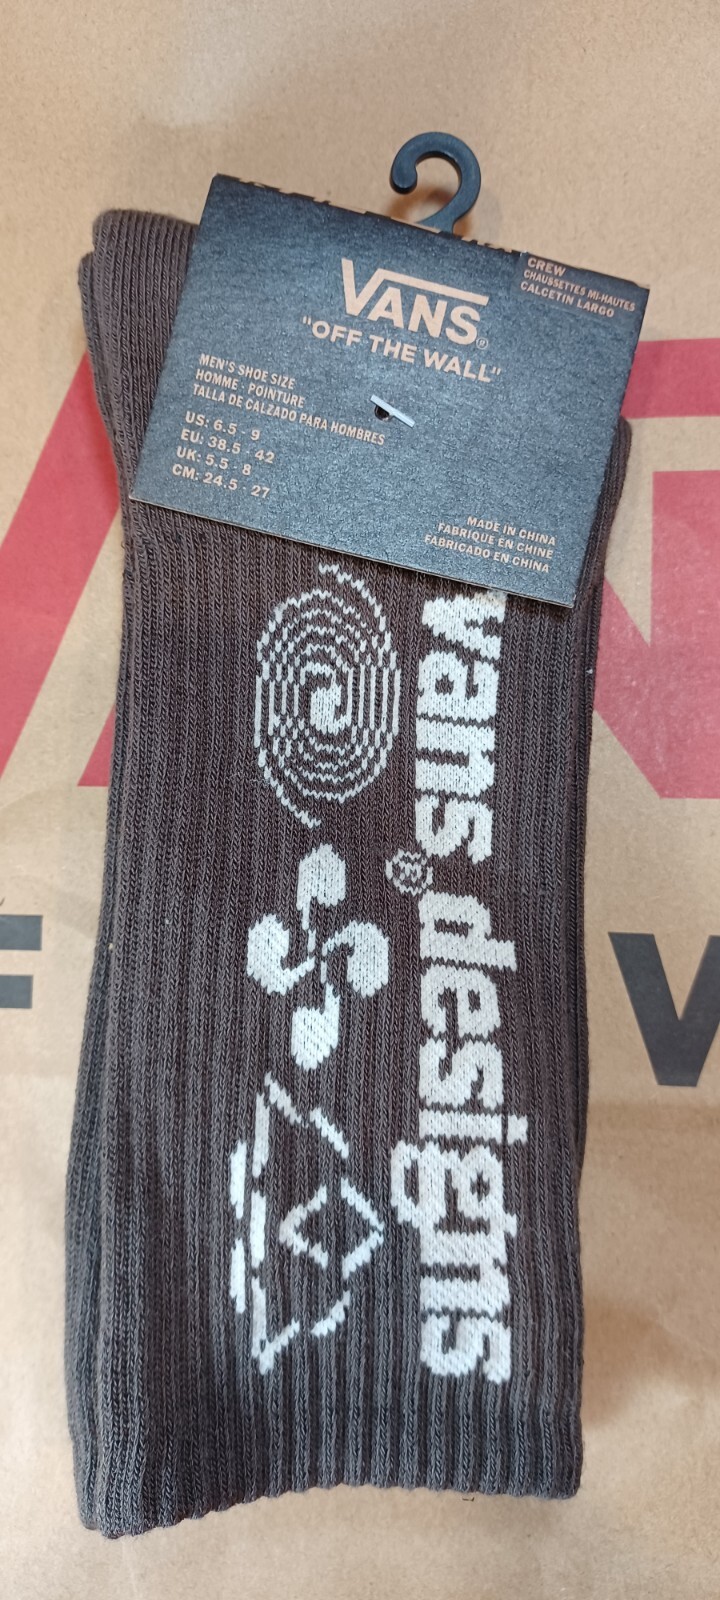 CREW
CHAUSSETTES MI-HAUTES
CALCETIN LARGO
VANS®
"OFF THE WALL"
MEN'S SHOE SIZE
HOMME - POINTURE
TALLA DE CALZADO PARA HOMBRES
US: 6.5 - 9
EU: 38.5 - 42
UK: 5.5 - 8
CM: 24.5 - 27
MADE IN CHINA
FABRIQUE EN CHINE
FABRICADO EN CHINA
vans® designs
F
W